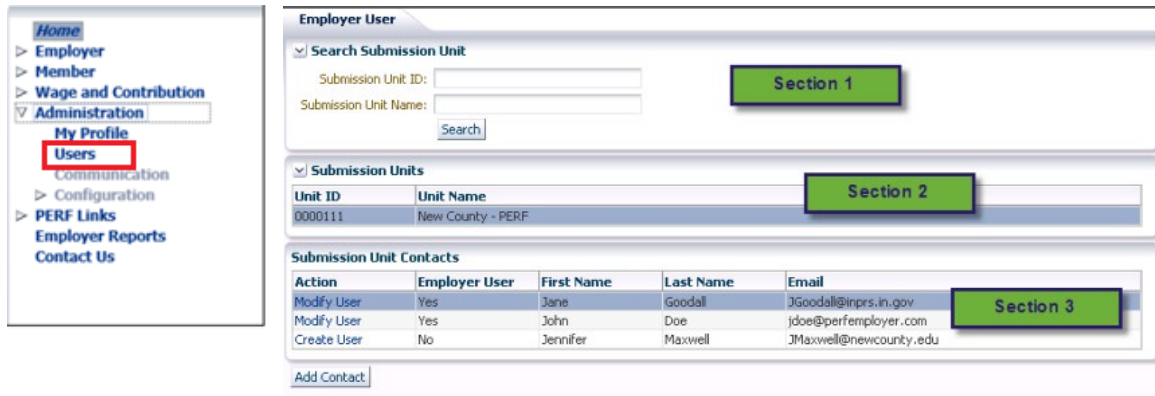 Home
Employer
Member
Wage and Contribution
Administration
My Profile
Users
Communication
Configuration
PERF Links
Employer Reports
Contact Us
Employer User
Search Submission Unit
Submission Unit ID:
Submission Unit Name:
Search
Section 1
Submission Units
Unit ID Unit Name
0000111 New County - PERF
Section 2
Submission Unit Contacts
Action Employer User First Name Last Name Email
Modify User Yes Jane Goodall JGoodall@inprs.in.gov
Modify User Yes John Doe jdoe@perfemployer.com
Create User No Jennifer Maxwell JMaxwell@newcounty.edu
Section 3
Add Contact